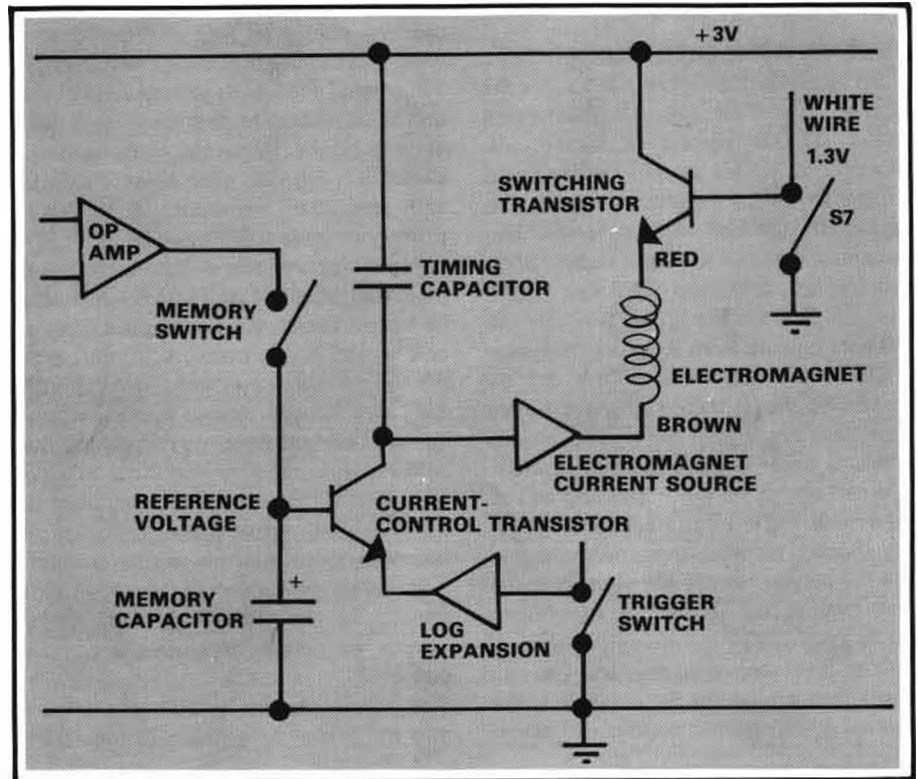 +3V
WHITE
WIRE
1.3V
S7
SWITCHING
TRANSISTOR
RED
OP
AMP
TIMING
CAPACITOR
MEMORY
SWITCH
ELECTROMAGNET
BROWN
ELECTROMAGNET
CURRENT SOURCE
REFERENCE
VOLTAGE
CURRENT-
CONTROL TRANSISTOR
+
MEMORY
CAPACITOR
LOG
EXPANSION
TRIGGER
SWITCH